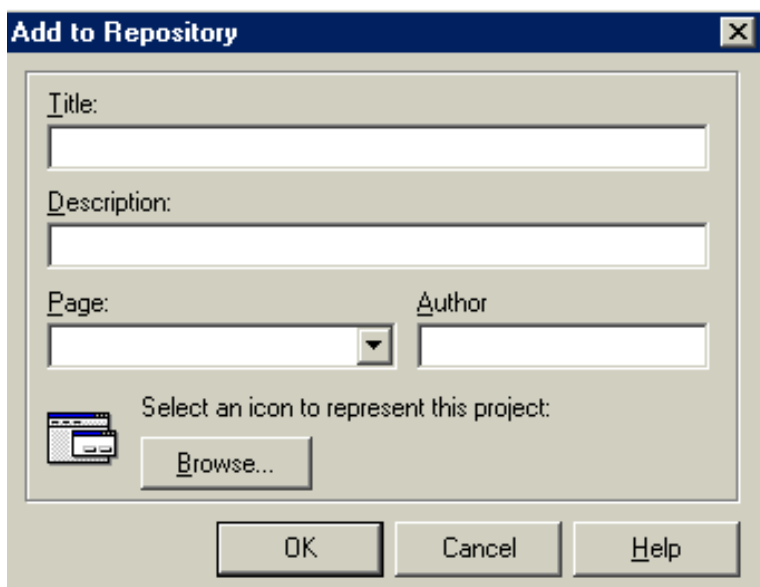 Add to Repository
Title:
Description:
Page: Author
Select an icon to represent this project:
Browse...
OK Cancel Help